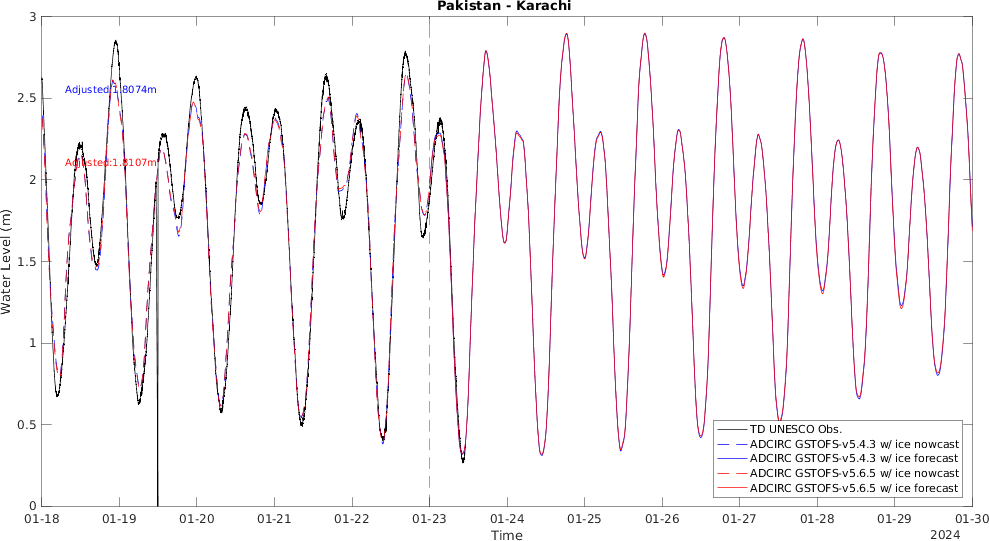 Pakistan - Karachi
3
2.5
2
1.5
1
0.5
0
Water Level (m)
Adjusted:1.8074m
Adjusted:1.8107m
TD UNESCO Obs.
ADCIRC GSTOFS-v5.4.3 w/ ice nowcast
ADCIRC GSTOFS-v5.4.3 w/ ice forecast
ADCIRC GSTOFS-v5.6.5 w/ ice nowcast
ADCIRC GSTOFS-v5.6.5 w/ ice forecast
01-18 01-19 01-20 01-21 01-22 01-23 01-24 01-25 01-26 01-27 01-28 01-29 01-30
Time
2024